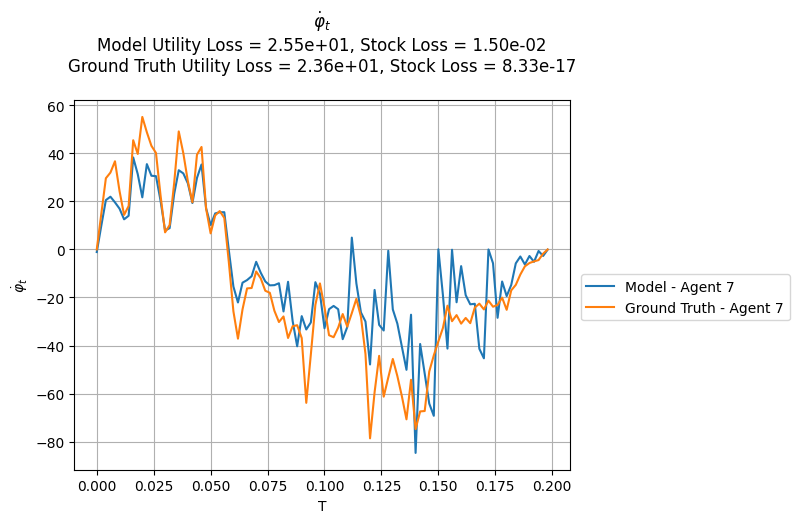 φ̇ₜ
Model Utility Loss = 2.55e+01, Stock Loss = 1.50e-02
Ground Truth Utility Loss = 2.36e+01, Stock Loss = 8.33e-17
60
40
20
0
−20
−40
−60
−80
φ̇ₜ
0.000 0.025 0.050 0.075 0.100 0.125 0.150 0.175 0.200
T
Model - Agent 7
Ground Truth - Agent 7